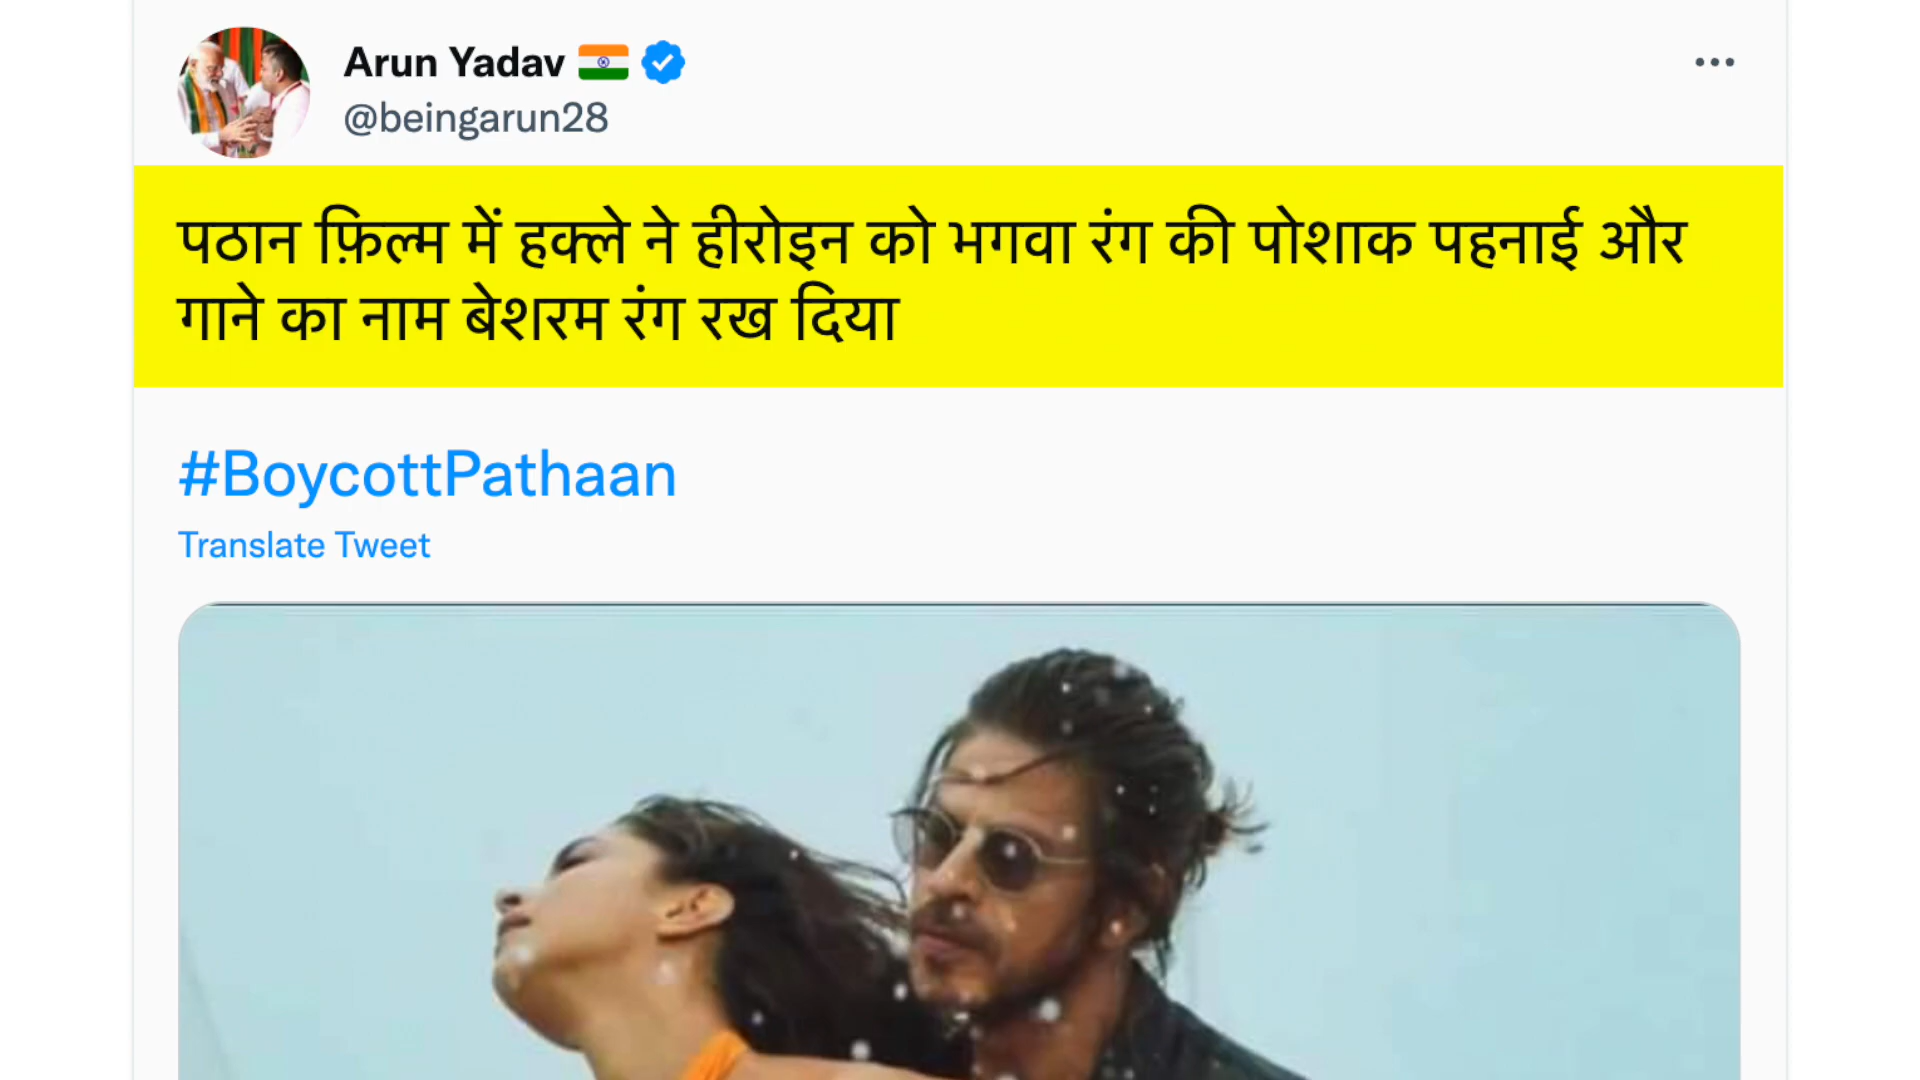 Arun Yadav
@beingarun28
पठान फ़िल्म में हक्ले ने हीरोइन को भगवा रंग की पोशाक पहनाई और
गाने का नाम बेशरम रंग रख दिया
#BoycottPathaan
Translate Tweet